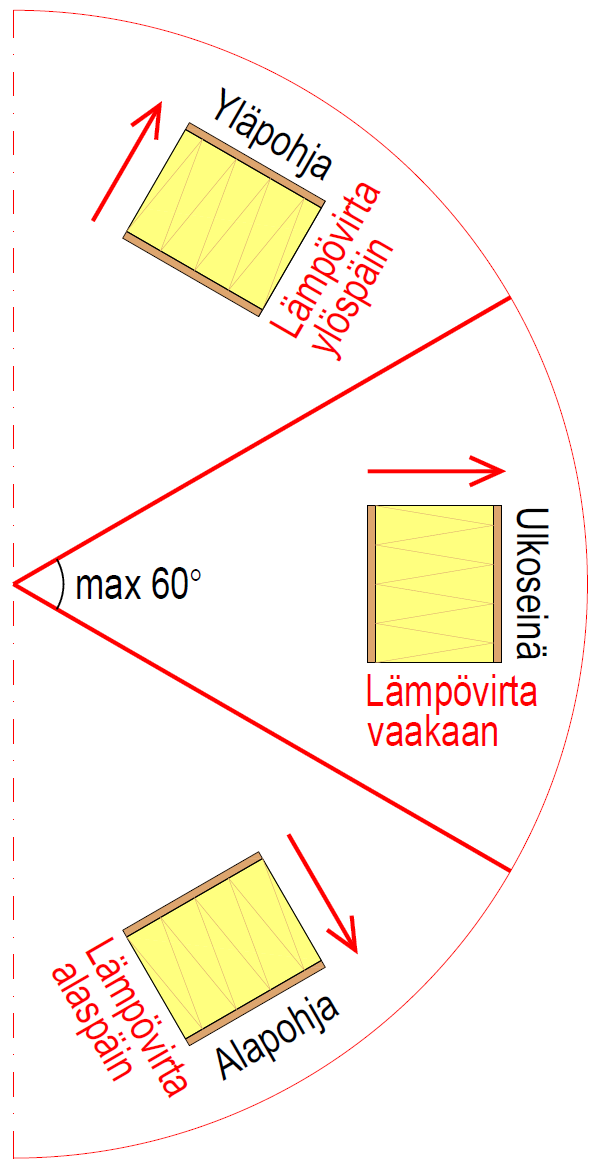 Yläpohja
Lämpövirta
ylöspäin
max 60°
Ulkoseinä
Lämpövirta
vaakaan
Lämpövirta
alaspäin
Alapohja